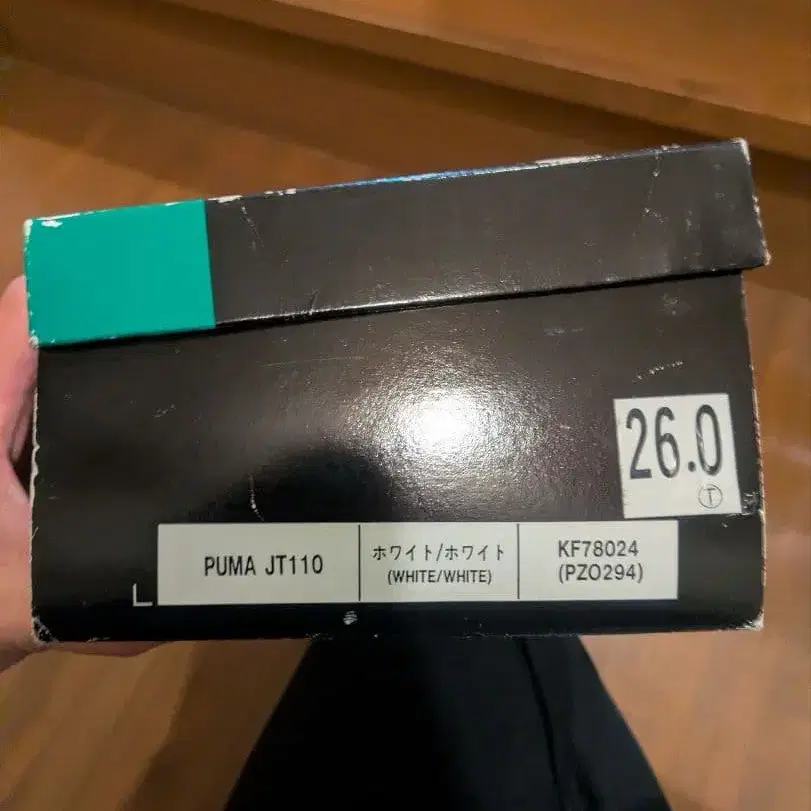 26.0
Ⓣ
PUMA JT110
ホワイト/ホワイト
(WHITE/WHITE)
KF78024
(PZO294)